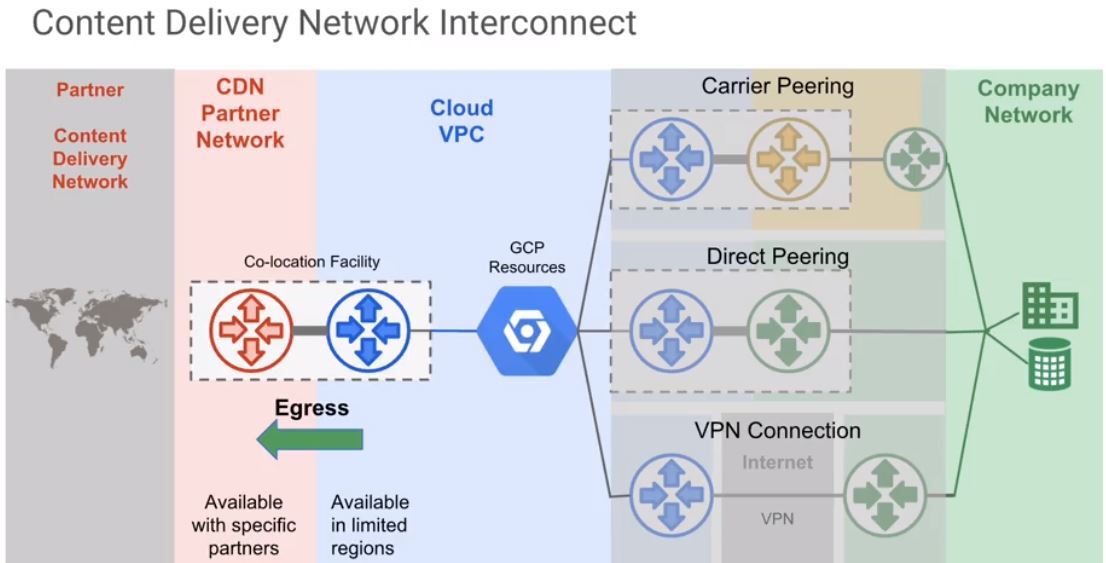 Content Delivery Network Interconnect
Partner
Content
Delivery
Network
CDN
Partner
Network
Cloud
VPC
Carrier Peering
Company
Network
Co-location Facility
GCP
Resources
Direct Peering
Egress
VPN Connection
Internet
VPN
Available
with specific
partners
Available
in limited
regions